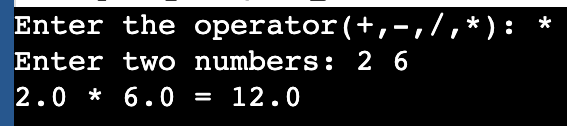 Enter the operator(+,-,/,*): *
Enter two numbers: 2 6
2.0 * 6.0 = 12.0